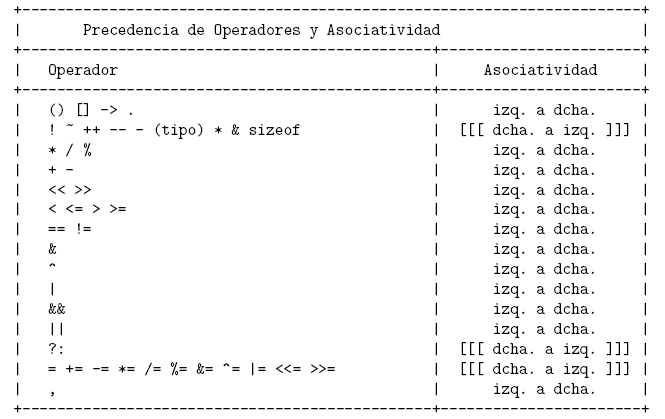 Precedencia de Operadores y Asociatividad
Operador | Asociatividad
() [] -> . | izq. a dcha.
! ~ ++ -- - (tipo) * & sizeof | [[[ dcha. a izq. ]]]
* / % | izq. a dcha.
+ - | izq. a dcha.
<< >> | izq. a dcha.
< <= > >= | izq. a dcha.
== != | izq. a dcha.
& | izq. a dcha.
^ | izq. a dcha.
| | izq. a dcha.
&& | izq. a dcha.
|| | izq. a dcha.
?: | [[[ dcha. a izq. ]]]
= += -= *= /= %= &= ^= |= <<= >>= | [[[ dcha. a izq. ]]]
, | izq. a dcha.